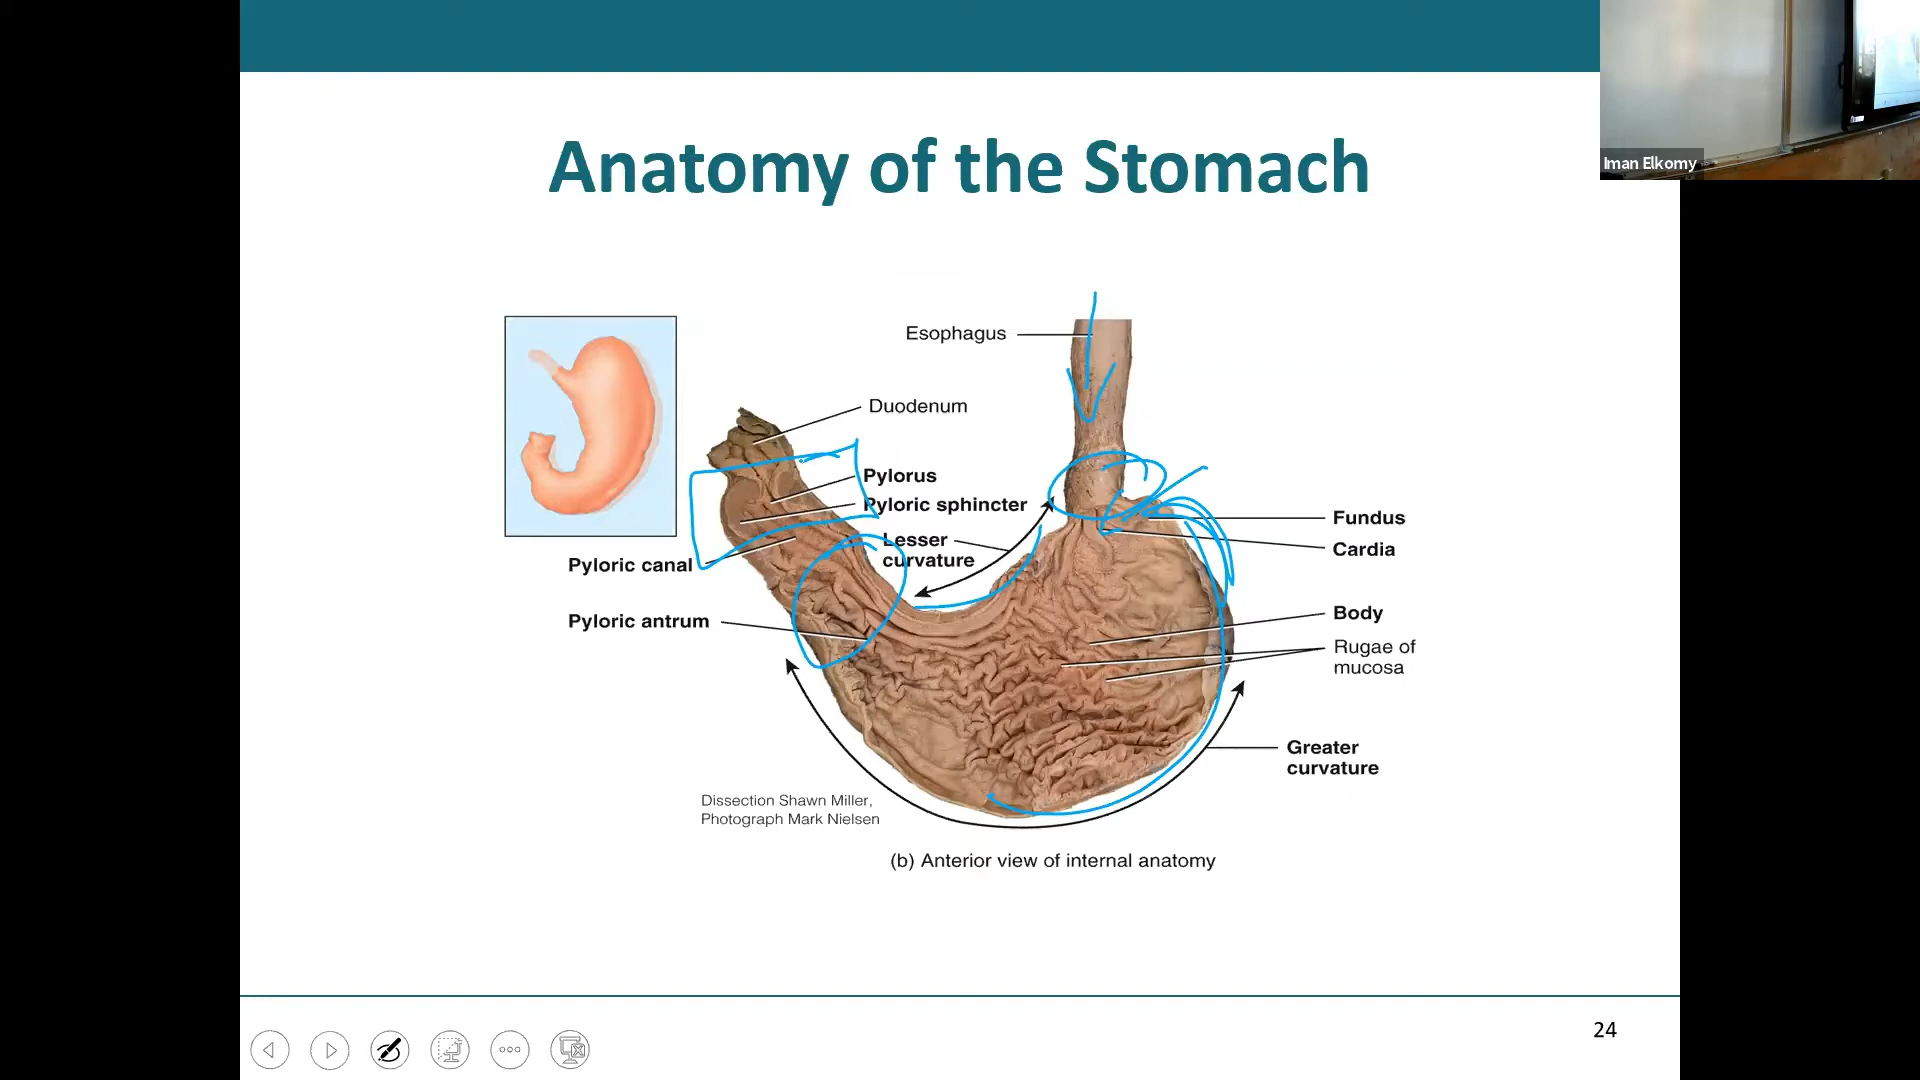 Iman Elkomy
Anatomy of the Stomach
Esophagus
Duodenum
Pylorus
Pyloric sphincter
Lesser
curvature
Pyloric canal
Pyloric antrum
Fundus
Cardia
Body
Rugae of
mucosa
Greater
curvature
Dissection Shawn Miller,
Photograph Mark Nielsen
(b) Anterior view of internal anatomy
24